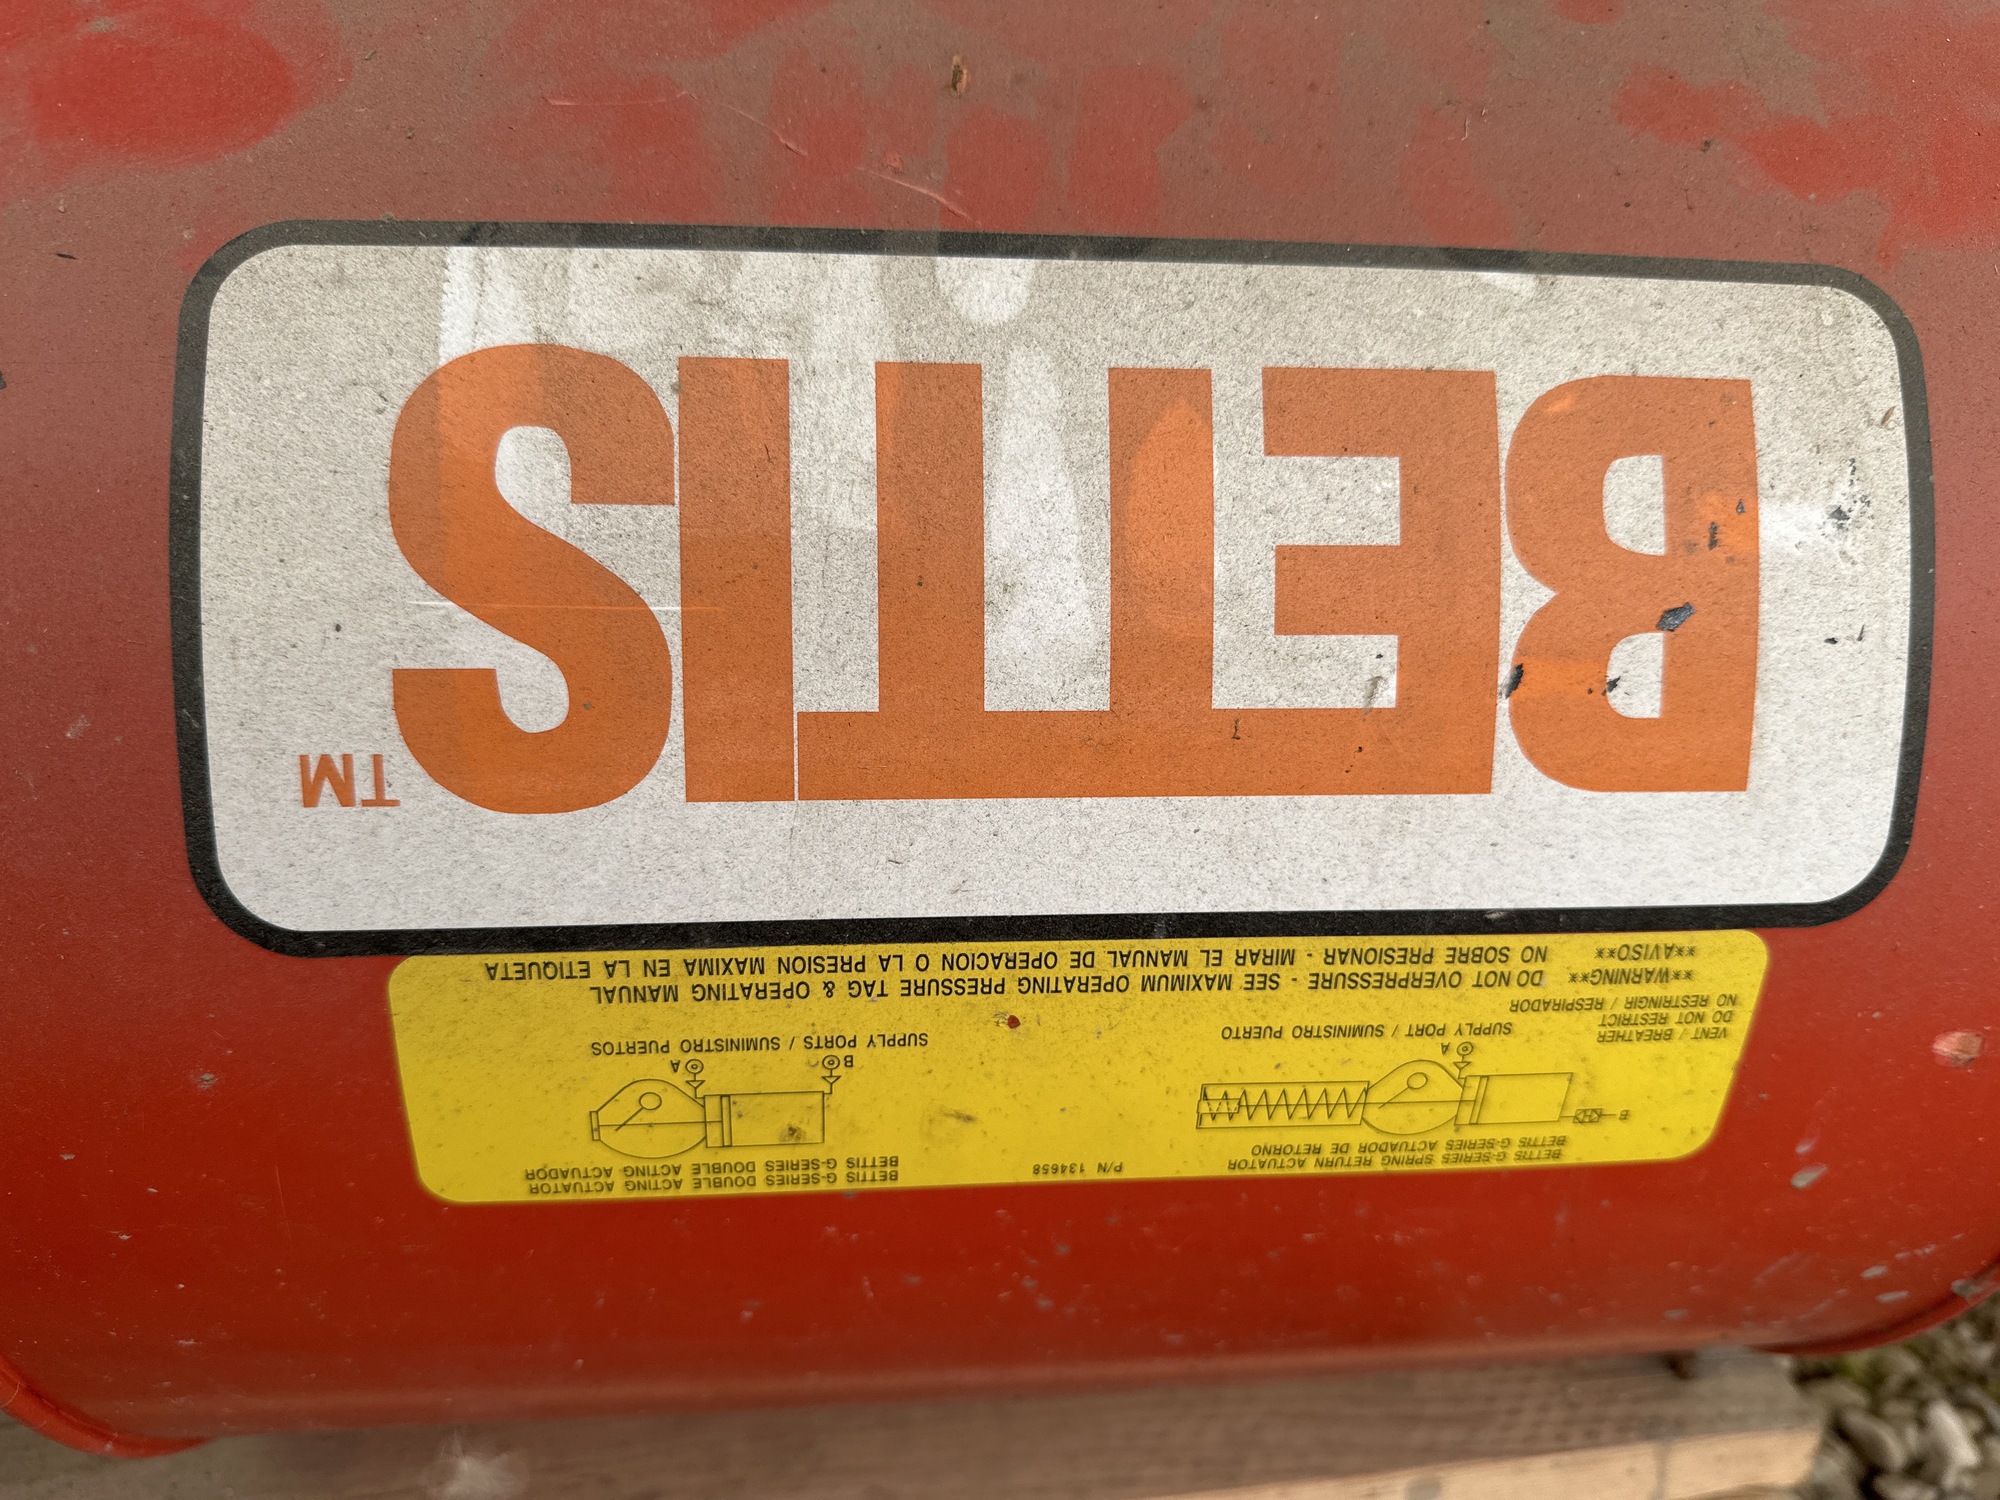 BETTIS G-SERIES DOUBLE ACTING ACTUATOR
BETTIS G-SERIES DOUBLE ACTING ACTUADOR
P/N 134658
BETTIS G-SERIES SPRING RETURN ACTUATOR
BETTIS G-SERIES ACTUADOR DE RETORNO
B
A
SUPPLY PORTS / SUMINISTRO PUERTOS
B
A
SUPPLY PORT / SUMINISTRO PUERTO
VENT / BREATHER
DO NOT RESTRICT
NO RESTRINGIR / RESPIRADOR
**WARNING** DO NOT OVERPRESSURE - SEE MAXIMUM OPERATING PRESSURE TAG & OPERATING MANUAL
**AVISO** NO SOBRE PRESIONAR - MIRAR EL MANUAL DE OPERACION O LA PRESION MAXIMA EN LA ETIQUETA
BETTIS™